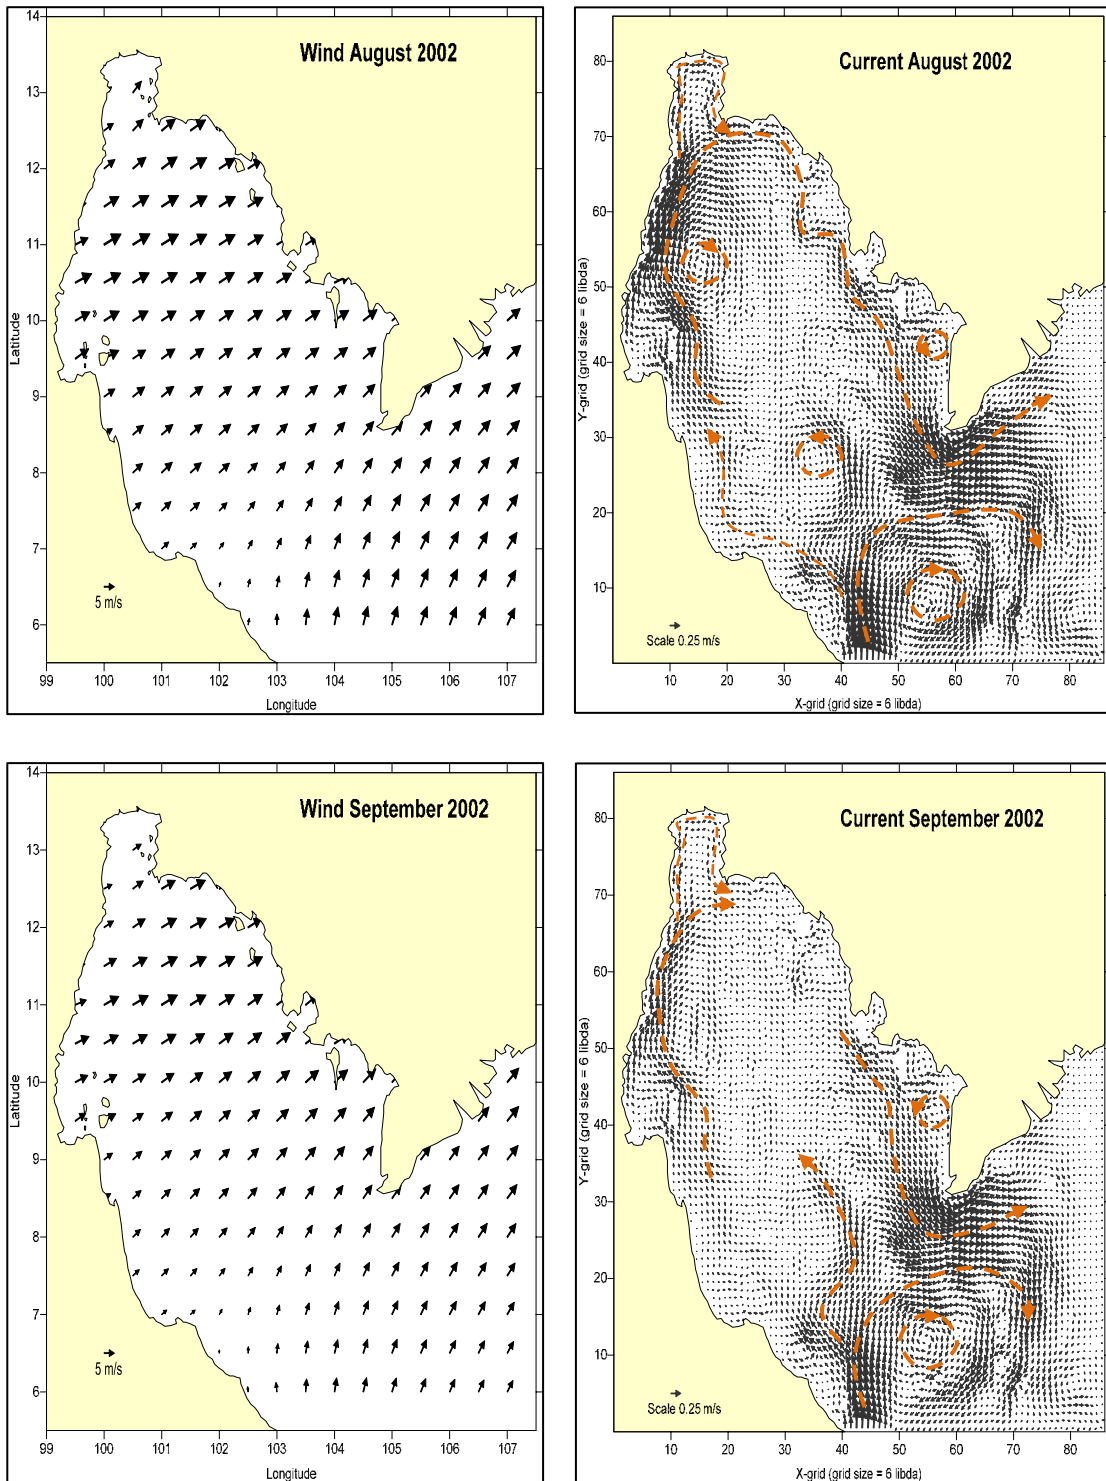 Wind August 2002
14
13
12
11
10
9
8
7
6
Latitude
5 m/s
99 100 101 102 103 104 105 106 107
Longitude
Current August 2002
80
70
60
50
40
30
20
10
Y-grid (grid size = 6 libda)
Scale 0.25 m/s
10 20 30 40 50 60 70 80
X-grid (grid size = 6 libda)
Wind September 2002
14
13
12
11
10
9
8
7
6
Latitude
5 m/s
99 100 101 102 103 104 105 106 107
Longitude
Current September 2002
80
70
60
50
40
30
20
10
Y-grid (grid size = 6 libda)
Scale 0.25 m/s
10 20 30 40 50 60 70 80
X-grid (grid size = 6 libda)